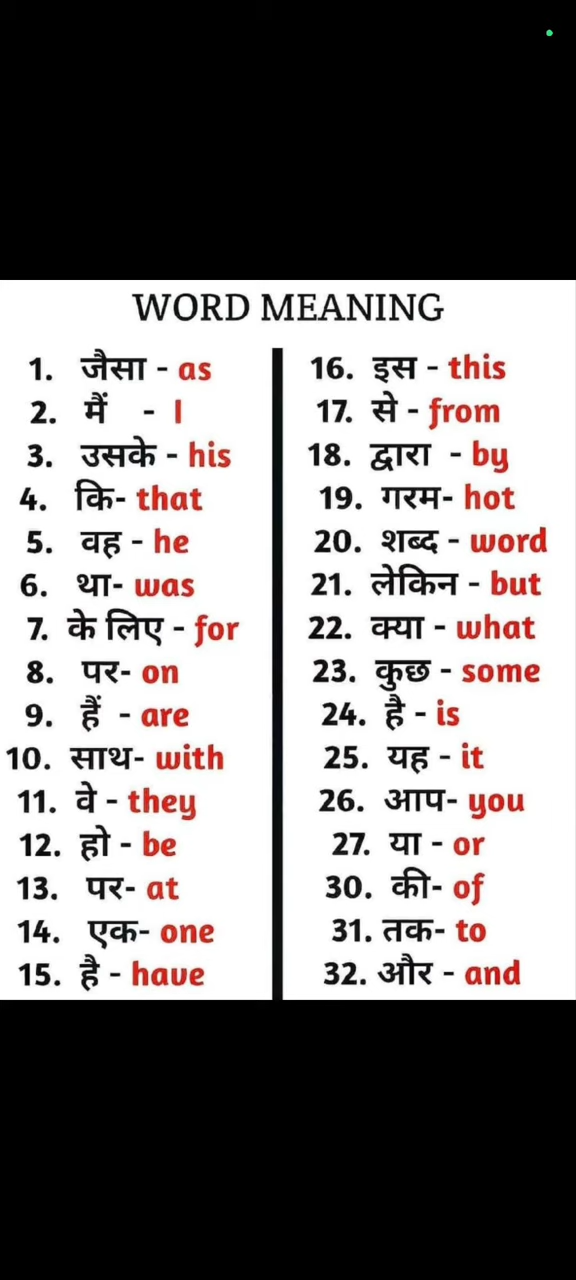 WORD MEANING
1. जैसा - as
2. मैं - I
3. उसके - his
4. कि- that
5. वह - he
6. था- was
7. के लिए - for
8. पर- on
9. हैं - are
10. साथ- with
11. वे - they
12. हो - be
13. पर- at
14. एक- one
15. है - have
16. इस - this
17. से - from
18. द्वारा - by
19. गरम- hot
20. शब्द - word
21. लेकिन - but
22. क्या - what
23. कुछ - some
24. है - is
25. यह - it
26. आप- you
27. या - or
30. की- of
31. तक- to
32. और - and